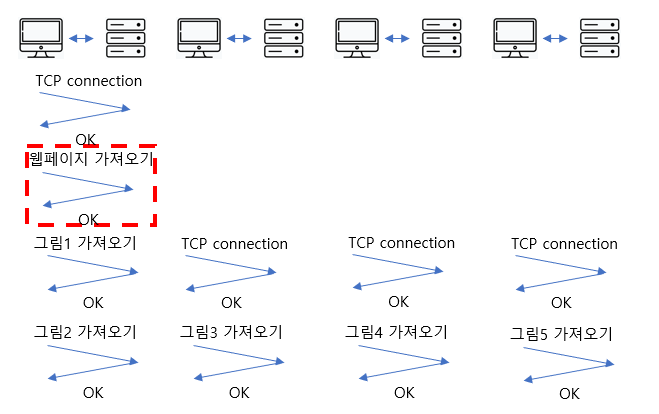 TCP connection
OK
웹페이지 가져오기
OK
그림1 가져오기
TCP connection
TCP connection
TCP connection
OK
OK
OK
OK
그림2 가져오기
그림3 가져오기
그림4 가져오기
그림5 가져오기
OK
OK
OK
OK